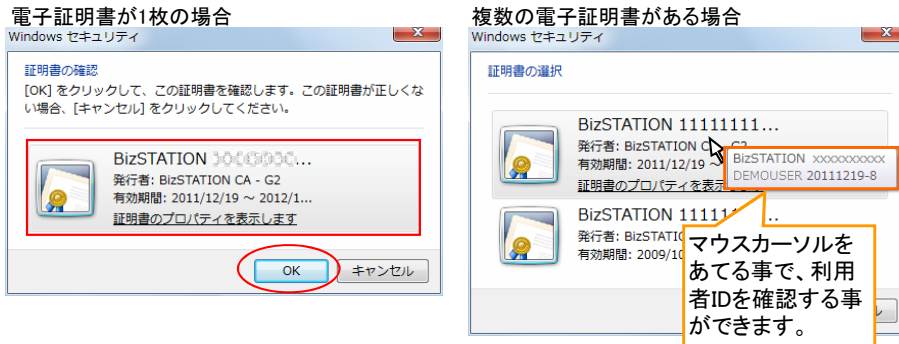 電子証明書が1枚の場合
Windows セキュリティ
証明書の確認
[OK] をクリックして、この証明書を確認します。この証明書が正しくな
い場合、[キャンセル] をクリックしてください。
BizSTATION
発行者: BizSTATION CA - G2
有効期間: 2011/12/19 ～ 2012/1...
証明書のプロパティを表示します
OK
キャンセル
複数の電子証明書がある場合
Windows セキュリティ
証明書の選択
BizSTATION 11111111...
発行者: BizSTATION
有効期間: 2011/12/19 ～
証明書のプロパティを表示
BizSTATION xxxxxxxxxx
DEMOUSER 20111219-8
BizSTATION 11111
発行者: BizSTATIO
有効期間: 2009/10
マウスカーソルを
あてる事で、利用
者IDを確認する事
ができます。